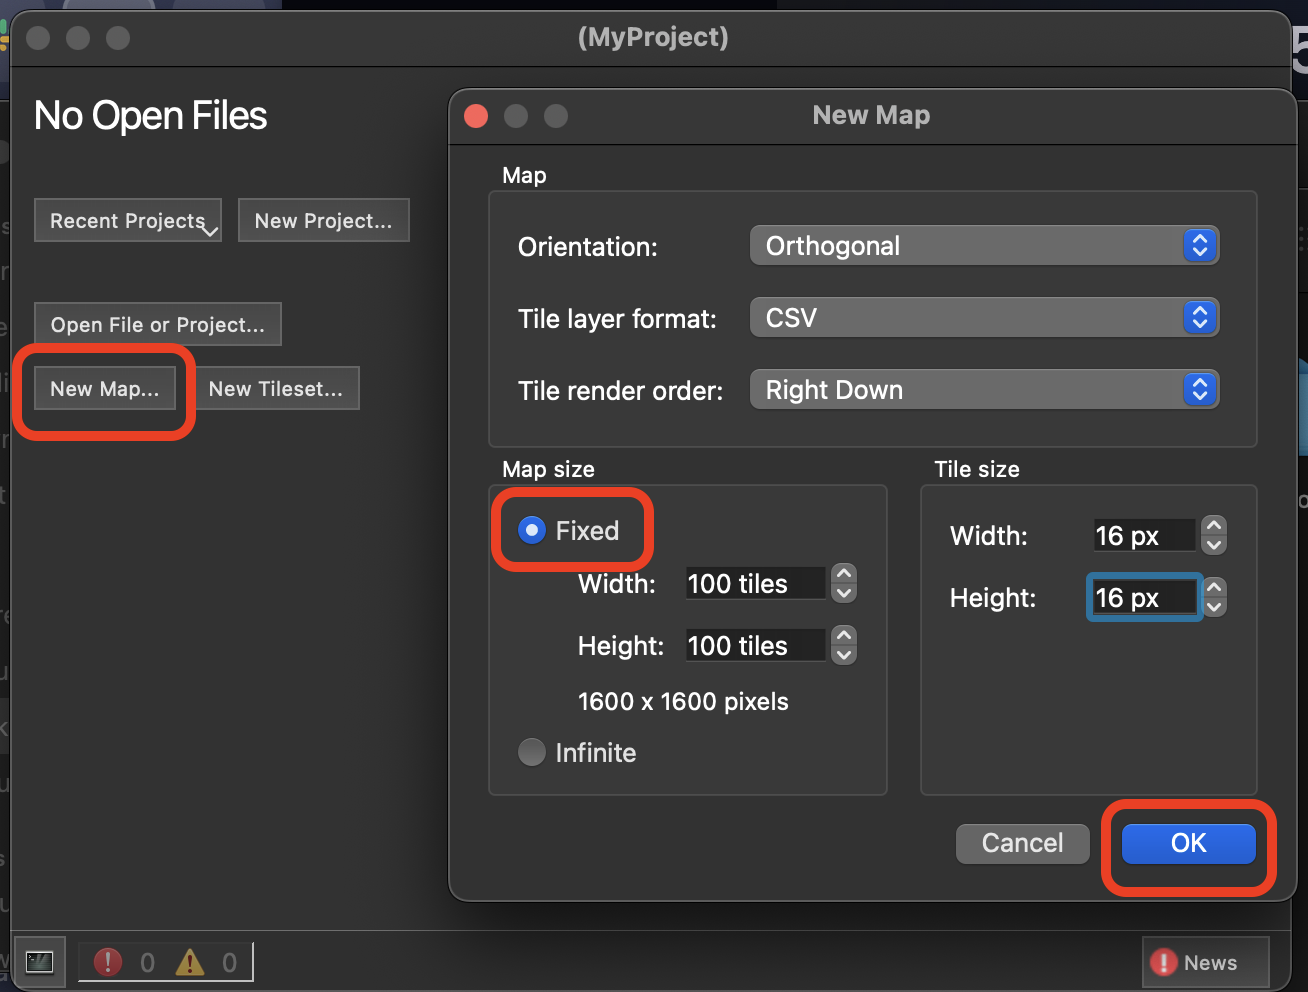 (MyProject)
No Open Files
Recent Projects
New Project...
Open File or Project...
New Map...
New Tileset...
New Map
Map
Orientation:
Orthogonal
Tile layer format:
CSV
Tile render order:
Right Down
Map size
Fixed
Width:
100 tiles
Height:
100 tiles
1600 x 1600 pixels
Infinite
Tile size
Width:
16 px
Height:
16 px
Cancel
OK
0
0
News